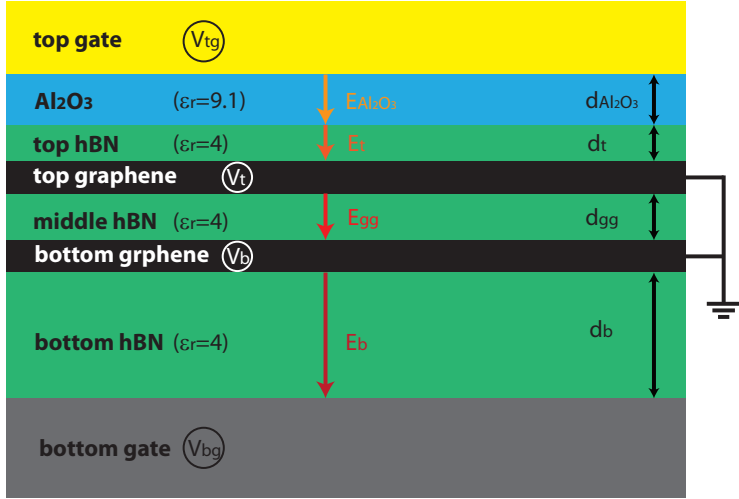 top gate Vtg
Al2O3 (εr=9.1) EAl2O3 dAl2O3
top hBN (εr=4) Et dt
top graphene Vt
middle hBN (εr=4) Egg dgg
bottom grphene Vb
bottom hBN (εr=4) Eb db
bottom gate Vbg